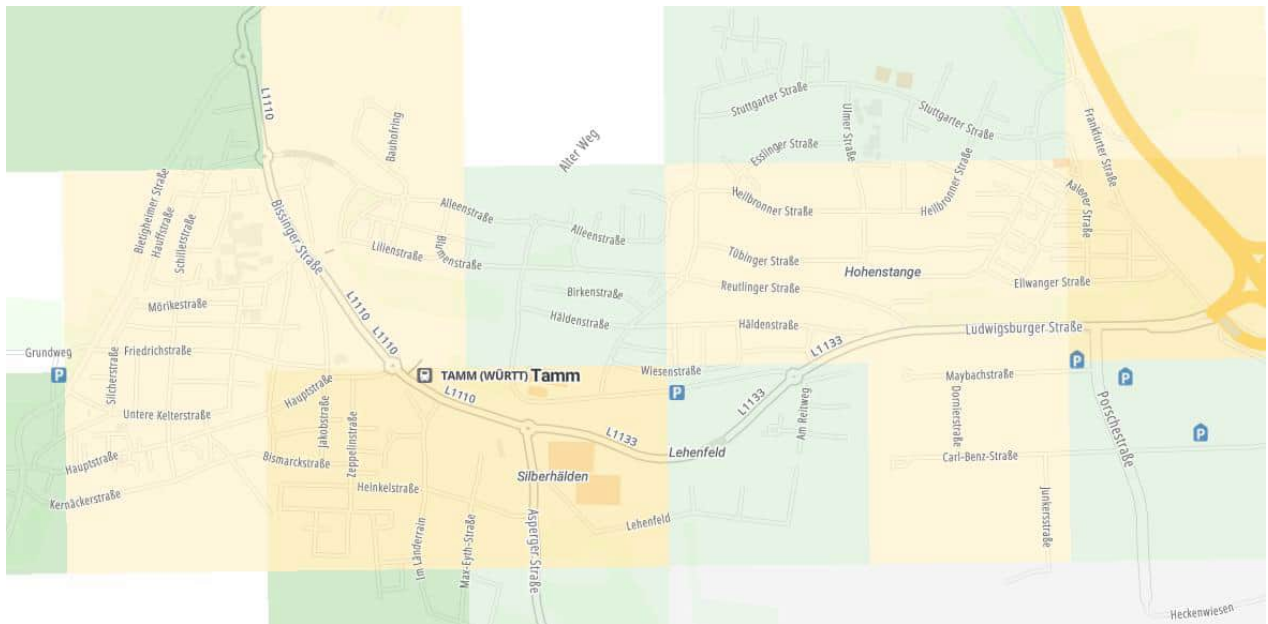 L1110
Bauhofring
Alter Weg
Stuttgarter Straße
Ulmer Straße
Stuttgarter Straße
Frankfurter Straße
Esslinger Straße
Bietigheimer Straße
Hauffstraße
Schillerstraße
Bissinger Straße
Alleenstraße
Alleenstraße
Heilbronner Straße
Heilbronner Straße
Aalener Straße
Lilienstraße
Blumenstraße
Tübinger Straße
Hohenstange
Ellwanger Straße
Mörikestraße
L1110
Birkenstraße
Reutlinger Straße
Häldenstraße
Häldenstraße
Ludwigsburger Straße
L1110
L1133
Grundweg
Friedrichstraße
P
Silcherstraße
Hauptstraße
TAMM (WÜRTT) Tamm
Wiesenstraße
P
Maybachstraße
P
P
L1110
L1133
L1133
Untere Kelterstraße
Jakobstraße
Zeppelinstraße
Am Reitweg
Dornierstraße
Porschestraße
P
Hauptstraße
Bismarckstraße
Lehenfeld
Carl-Benz-Straße
Kernäckerstraße
Heinkelstraße
Silberhälden
Junkersstraße
Im Länderrain
Max-Eyth-Straße
Asperger Straße
Lehenfeld
Heckenwiesen